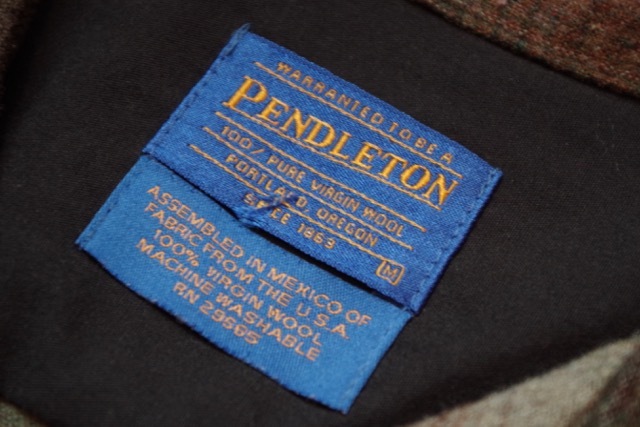 WARRANTED TO BE A
PENDLETON
100% PURE VIRGIN WOOL
PORTLAND, OREGON
SINCE 1863
M
ASSEMBLED IN MEXICO OF
FABRIC FROM THE U.S.A.
100% VIRGIN WOOL
MACHINE WASHABLE
RN 29565